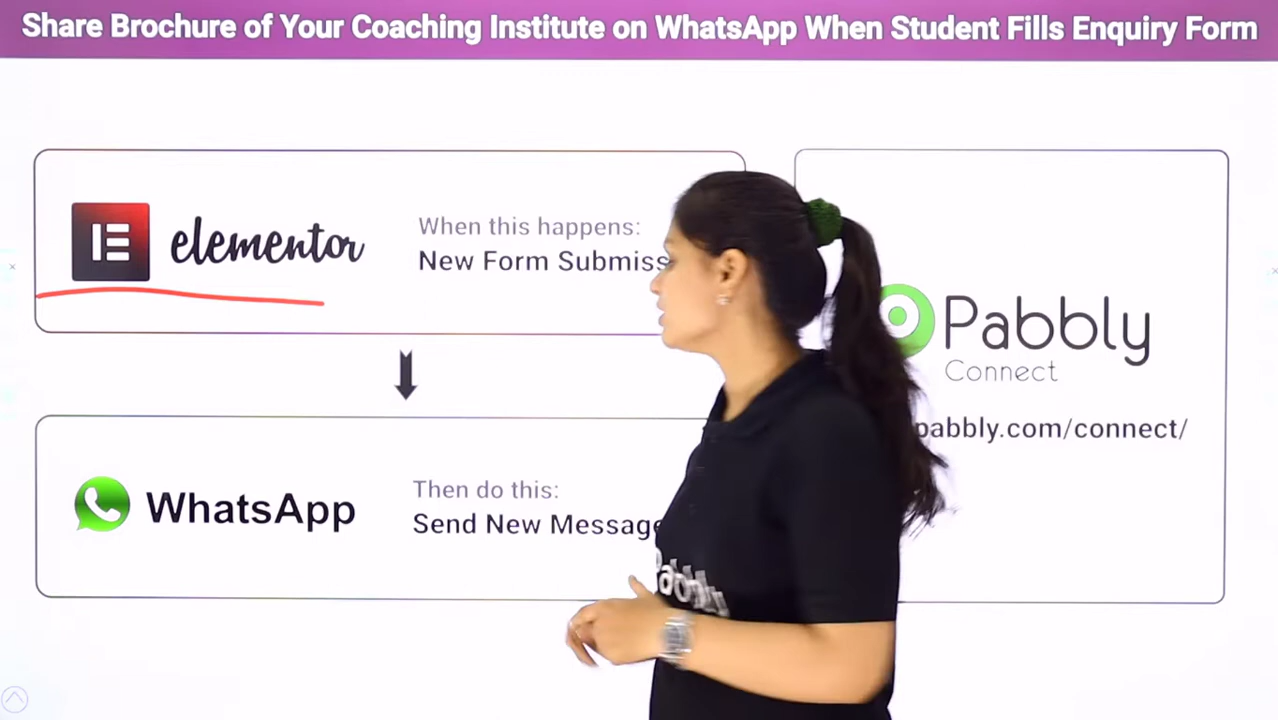 Share Brochure of Your Coaching Institute on WhatsApp When Student Fills Enquiry Form
elementor
When this happens:
New Form Submiss
WhatsApp
Then do this:
Send New Message
Pabbly
Connect
pabbly.com/connect/
Pabbly